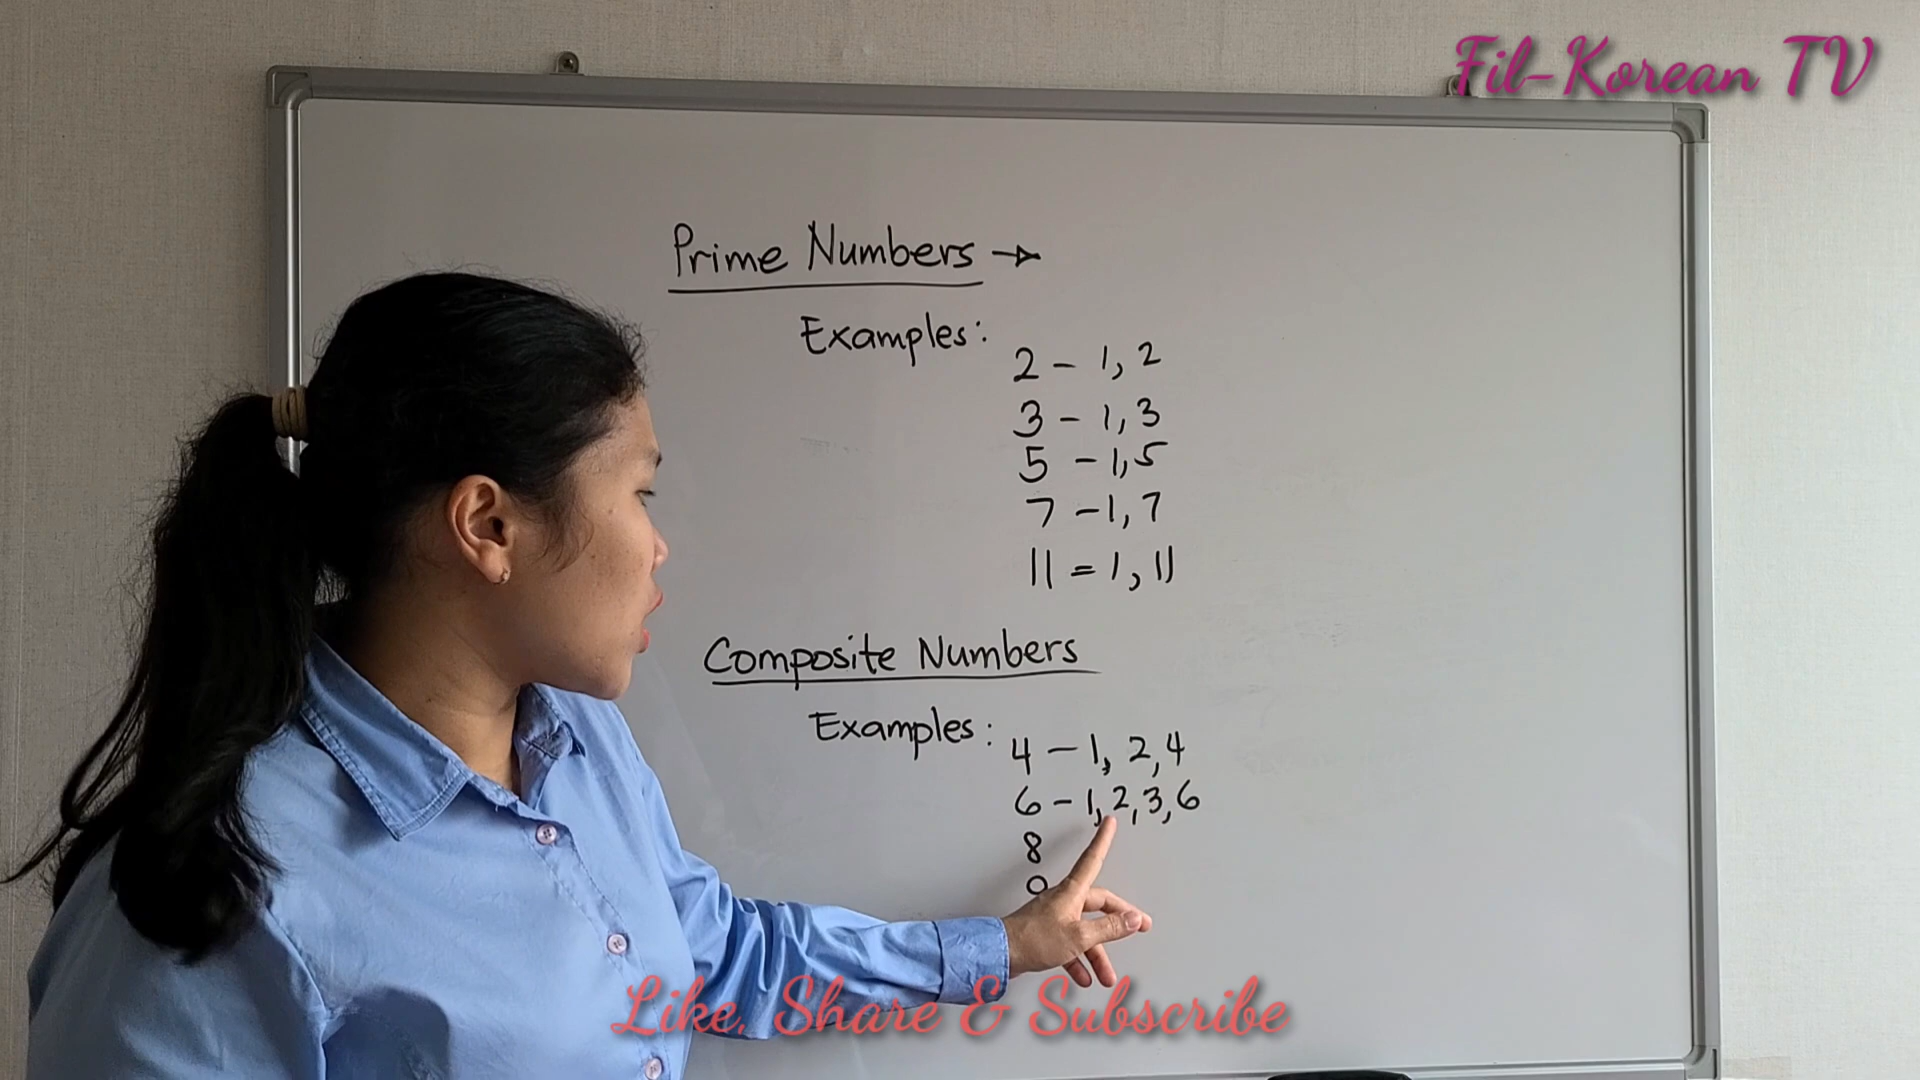 Fil-Korean TV
Prime Numbers →
Examples:
2 - 1, 2
3 - 1, 3
5 - 1, 5
7 - 1, 7
11 = 1, 11
Composite Numbers
Examples:
4 - 1, 2, 4
6 - 1, 2, 3, 6
8
Like, Share & Subscribe